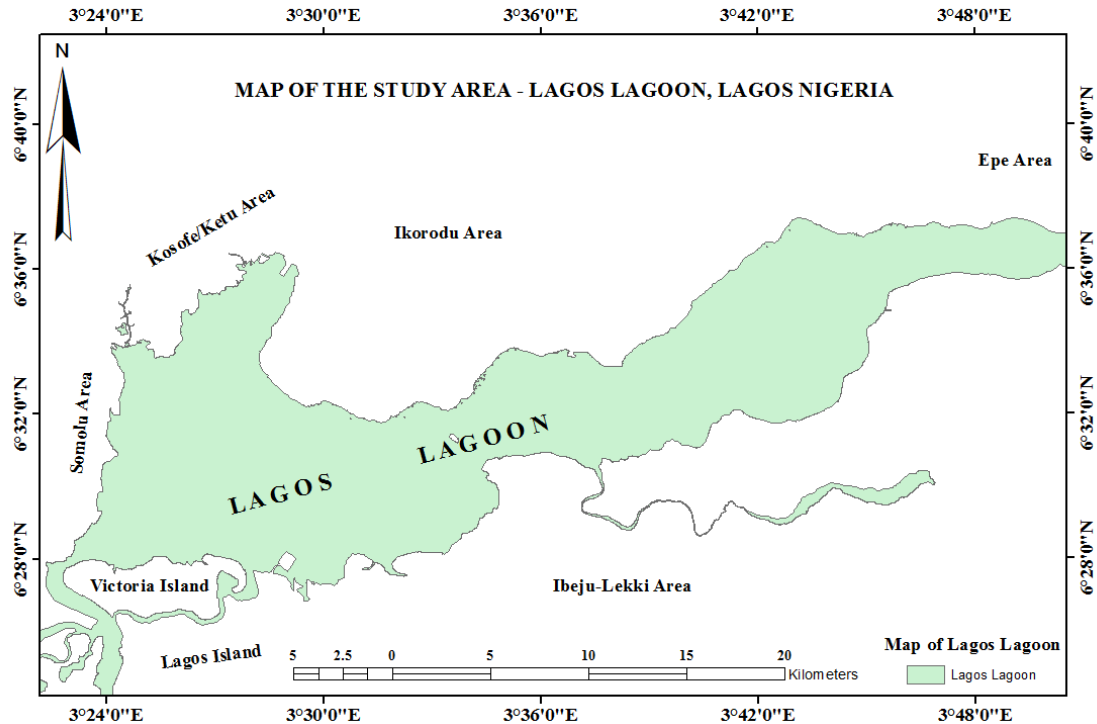 3°24'0"E 3°30'0"E 3°36'0"E 3°42'0"E 3°48'0"E
N
MAP OF THE STUDY AREA - LAGOS LAGOON, LAGOS NIGERIA
6°40'0"N 6°40'0"N
Epe Area
Kosofe/Ketu Area
Ikorodu Area
6°36'0"N 6°36'0"N
Somolu Area
6°32'0"N 6°32'0"N
LAGOS LAGOON
6°28'0"N 6°28'0"N
Victoria Island
Ibeju-Lekki Area
Lagos Island
Map of Lagos Lagoon
5 2.5 0 5 10 15 20
Kilometers
Lagos Lagoon
3°24'0"E 3°30'0"E 3°36'0"E 3°42'0"E 3°48'0"E